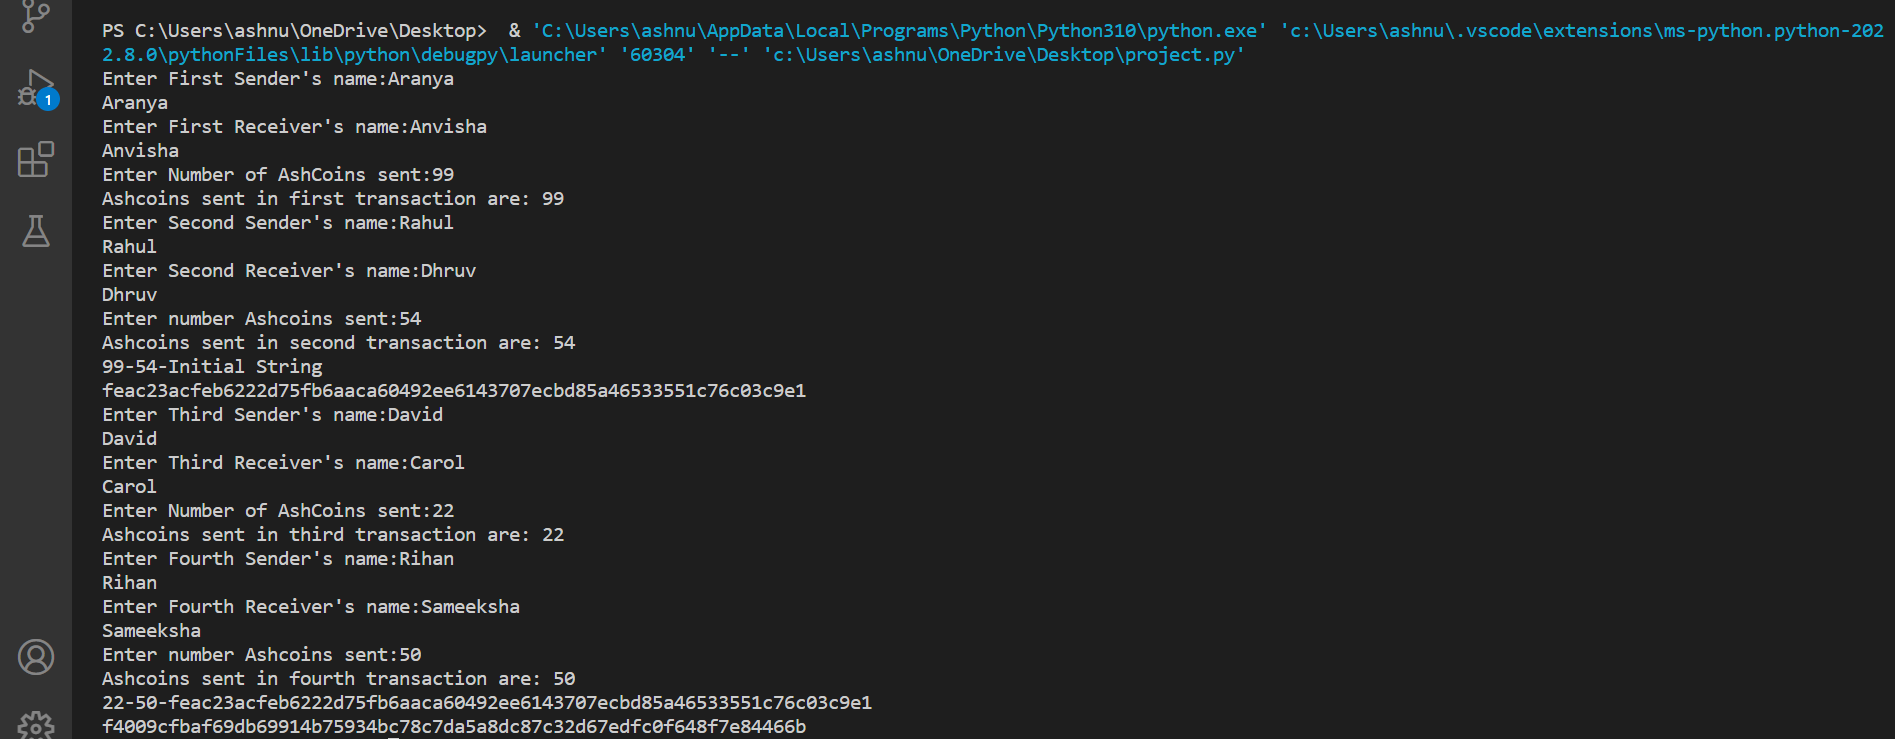 PS C:\Users\ashnu\OneDrive\Desktop>  & 'C:\Users\ashnu\AppData\Local\Programs\Python\Python310\python.exe' 'c:\Users\ashnu\.vscode\extensions\ms-python.python-202
2.8.0\pythonFiles\lib\python\debugpy\launcher' '60304' '--' 'c:\Users\ashnu\OneDrive\Desktop\project.py'
Enter First Sender's name:Aranya
1
Aranya
Enter First Receiver's name:Anvisha
Anvisha
Enter Number of AshCoins sent:99
Ashcoins sent in first transaction are: 99
Enter Second Sender's name:Rahul
Rahul
Enter Second Receiver's name:Dhruv
Dhruv
Enter number Ashcoins sent:54
Ashcoins sent in second transaction are: 54
99-54-Initial String
feac23acfeb6222d75fb6aaca60492ee6143707ecbd85a46533551c76c03c9e1
Enter Third Sender's name:David
David
Enter Third Receiver's name:Carol
Carol
Enter Number of AshCoins sent:22
Ashcoins sent in third transaction are: 22
Enter Fourth Sender's name:Rihan
Rihan
Enter Fourth Receiver's name:Sameeksha
Sameeksha
Enter number Ashcoins sent:50
Ashcoins sent in fourth transaction are: 50
22-50-feac23acfeb6222d75fb6aaca60492ee6143707ecbd85a46533551c76c03c9e1
f4009cfbaf69db69914b75934bc78c7da5a8dc87c32d67edfc0f648f7e84466b